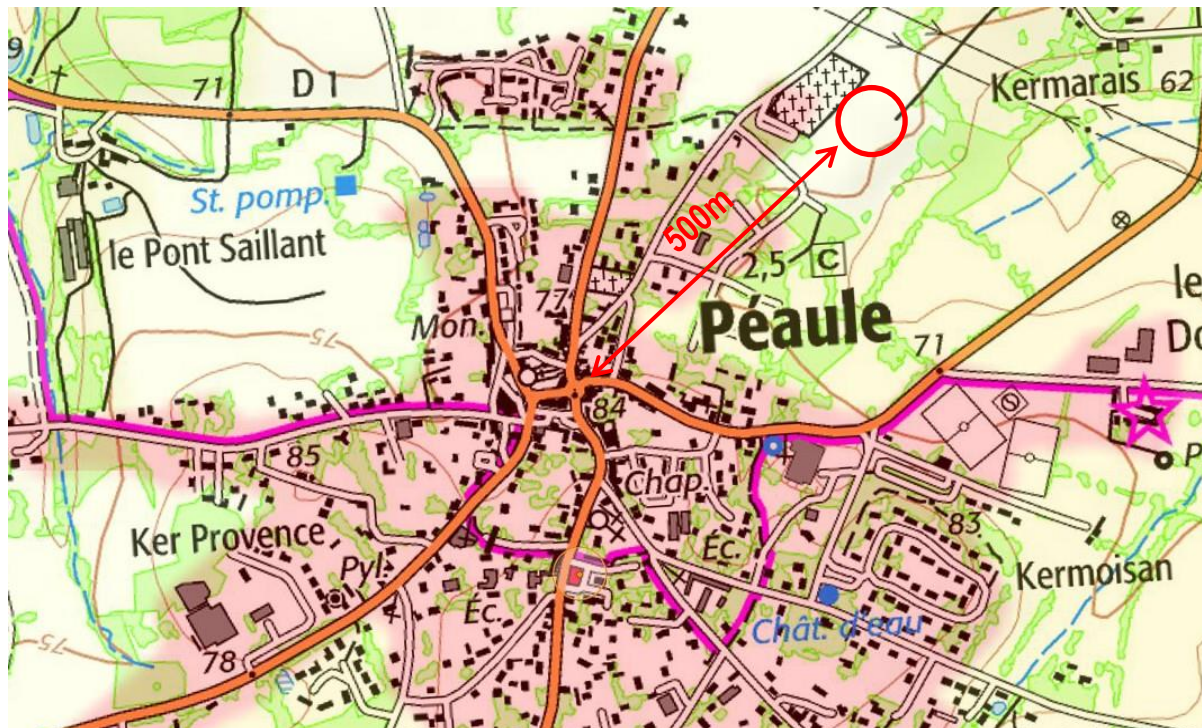 71
D 1
Kermarais 62
St. pomp.
le Pont Saillant
500m
2,5 C
77
Péaule
Mon.
71
le
Do
75
75
84
85
Chap.
P
83
Ker Provence
Pyl.
Éc.
Éc.
Kermoisan
Chât. d'eau
78
75